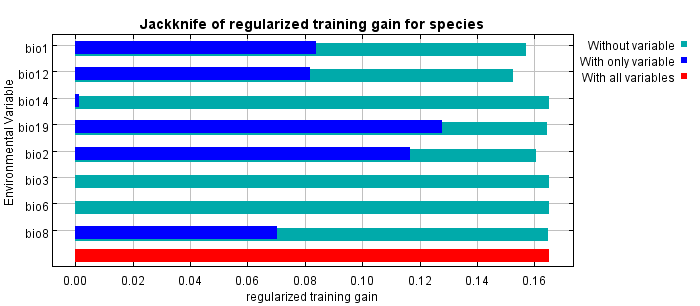 Jackknife of regularized training gain for species
Environmental Variable
bio1
bio12
bio14
bio19
bio2
bio3
bio6
bio8
Without variable
With only variable
With all variables
0.00 0.02 0.04 0.06 0.08 0.10 0.12 0.14 0.16
regularized training gain